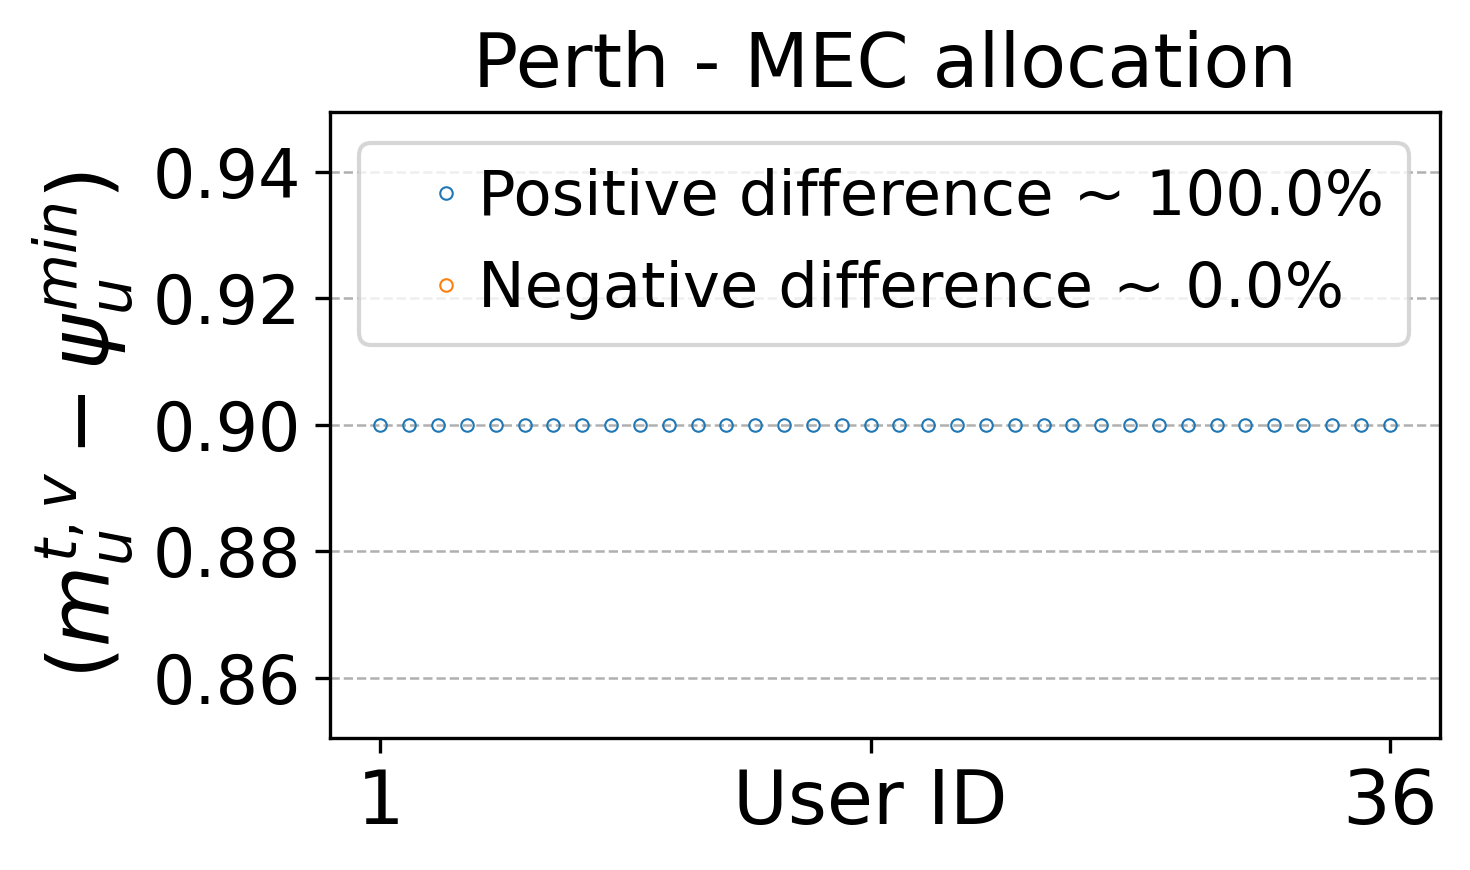 Perth - MEC allocation
(m_u^{t,v} − ψ_u^{min})
0.94
0.92
0.90
0.88
0.86
Positive difference ~ 100.0%
Negative difference ~ 0.0%
1
User ID
36